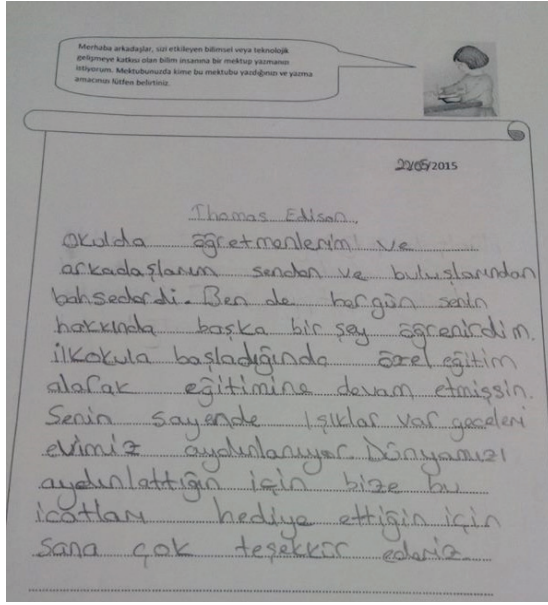 Merhaba arkadaşlar, sizi etkileyen bilimsel veya teknolojik
gelişmeye katkısı olan bilim insanına bir mektup yazmanızı
istiyorum. Mektubunuzda kime bu mektubu yazdığınızı ve yazma
amacınızı lütfen belirtiniz.
22/05/2015
Thomas Edison,
okulda öğretmenlerim ve
arkadaşlarım senden ve buluşlarından
bahsederdi. Ben de hergün senin
hakkında başka bir şey öğrenirdim.
ilkokula başladığında özel eğitim
alarak eğitimine devam etmişsin.
Senin sayende ışıklar var geceleri
evimiz aydınlanıyor. Dünyamızı
aydınlattığın için bize bu
icatları hediye ettiğin için
sana çok teşekkür ederiz